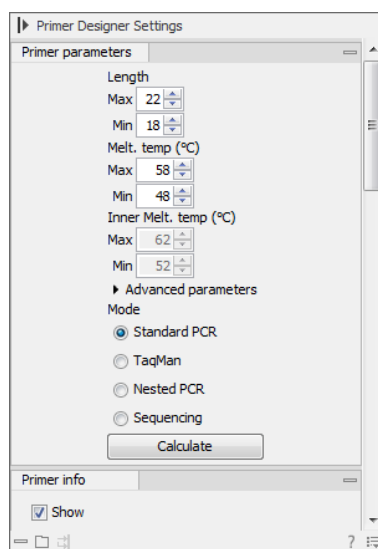 Primer Designer Settings
Primer parameters
Length
Max 22
Min 18
Melt. temp (°C)
Max 58
Min 48
Inner Melt. temp (°C)
Max 62
Min 52
Advanced parameters
Mode
Standard PCR
TaqMan
Nested PCR
Sequencing
Calculate
Primer info
Show
?